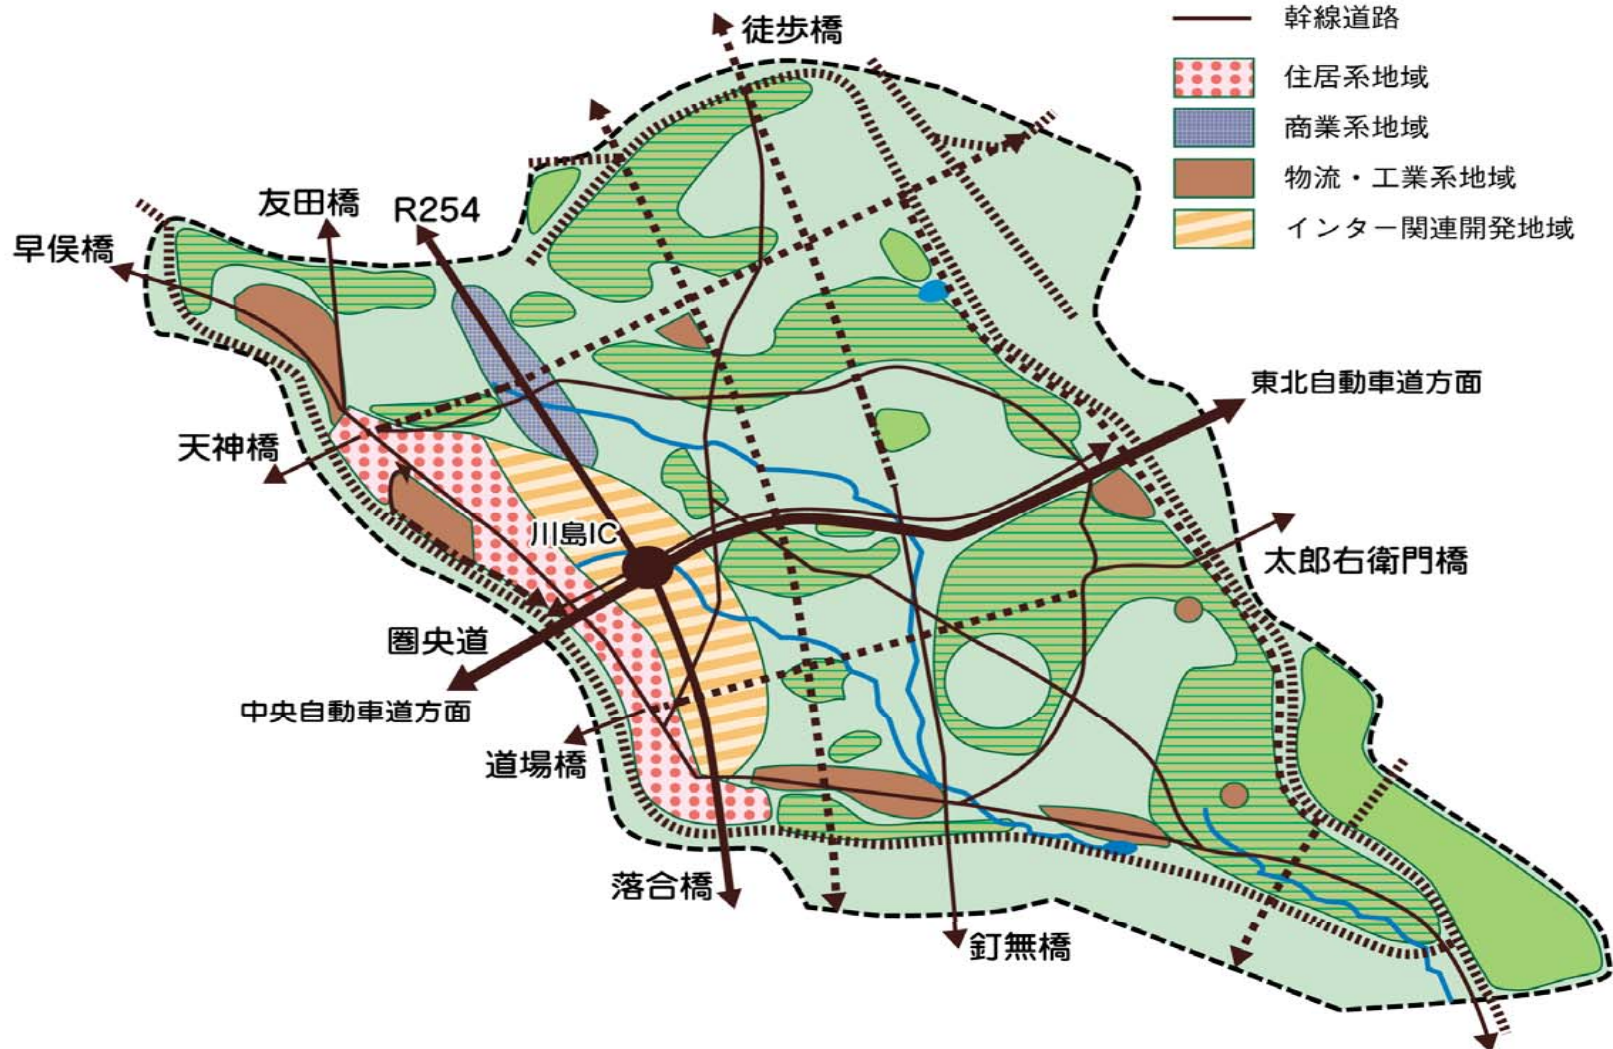 徒歩橋
幹線道路
住居系地域
商業系地域
物流・工業系地域
インター関連開発地域
友田橋
R254
早俣橋
東北自動車道方面
天神橋
川島IC
太郎右衛門橋
圏央道
中央自動車道方面
道場橋
落合橋
釘無橋